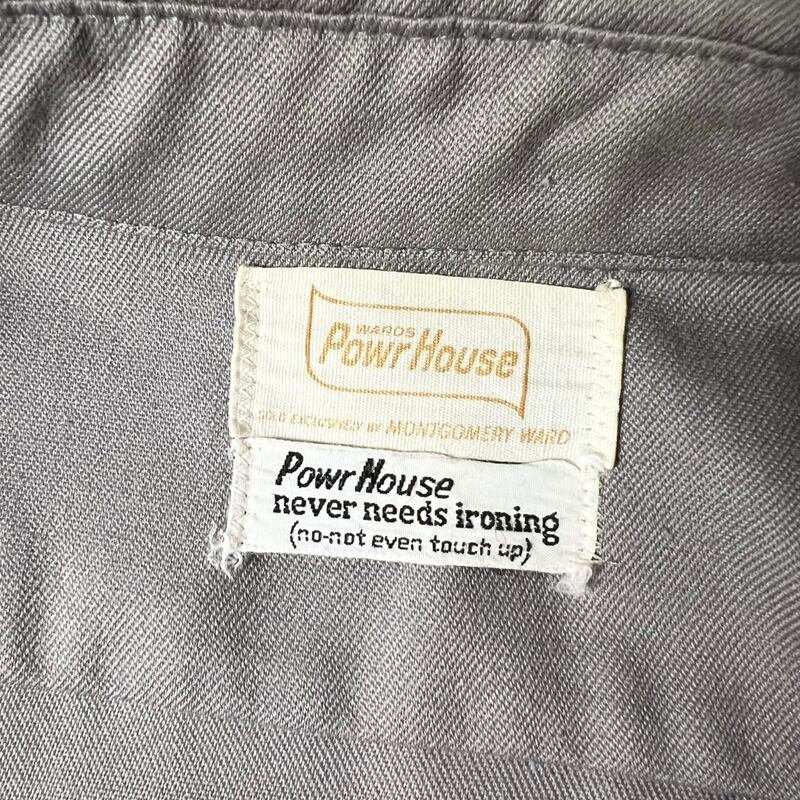 WARDS
PowrHouse
SOLD EXCLUSIVELY BY MONTGOMERY WARD
PowrHouse
never needs ironing
(no-not even touch up)